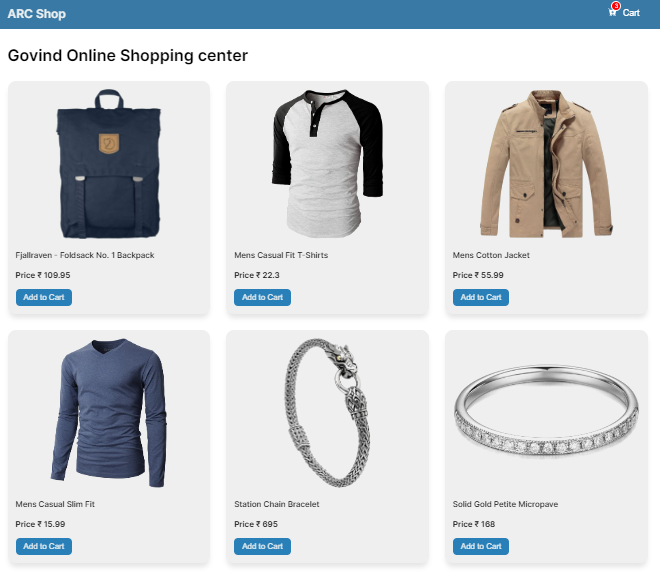 ARC Shop
3
Cart
Govind Online Shopping center
Fjallraven - Foldsack No. 1 Backpack
Price ₹ 109.95
Add to Cart
Mens Casual Fit T-Shirts
Price ₹ 22.3
Add to Cart
Mens Cotton Jacket
Price ₹ 55.99
Add to Cart
Mens Casual Slim Fit
Price ₹ 15.99
Add to Cart
Station Chain Bracelet
Price ₹ 695
Add to Cart
Solid Gold Petite Micropave
Price ₹ 168
Add to Cart